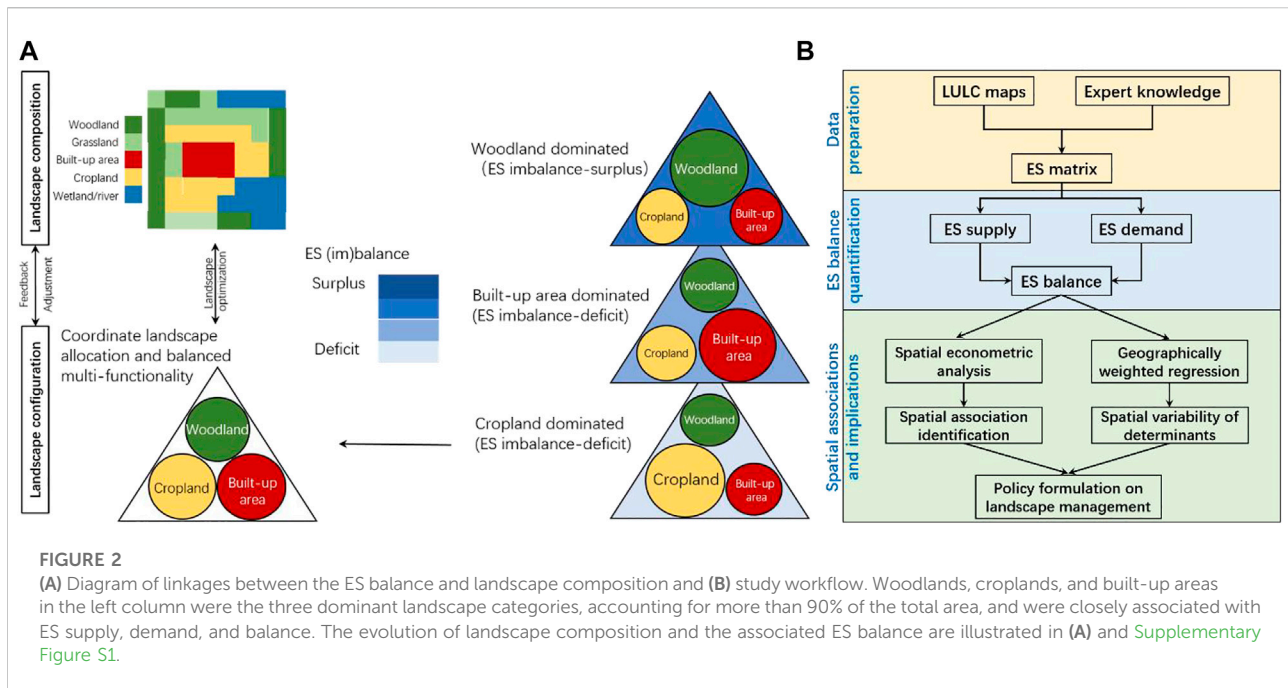 A
Landscape composition
Feedback
Adjustment
Landscape configuration
Woodland
Grassland
Built-up area
Cropland
Wetland/river
Landscape
optimization
Coordinate landscape
allocation and balanced
multi-functionality
Woodland
Cropland
Built-up
area
ES (im)balance
Surplus
Deficit
Woodland dominated
(ES imbalance-surplus)
Woodland
Cropland
Built-up
area
Built-up area dominated
(ES imbalance-deficit)
Woodland
Cropland
Built-up
area
Cropland dominated
(ES imbalance-deficit)
Woodland
Cropland
Built-up
area
B
Data
preparation
LULC maps
Expert knowledge
ES matrix
ES balance
quantification
ES supply
ES demand
ES balance
Spatial associations
and implications
Spatial econometric
analysis
Geographically
weighted regression
Spatial association
identification
Spatial variability of
determinants
Policy formulation on
landscape management
FIGURE 2
(A) Diagram of linkages between the ES balance and landscape composition and (B) study workflow. Woodlands, croplands, and built-up areas
in the left column were the three dominant landscape categories, accounting for more than 90% of the total area, and were closely associated with
ES supply, demand, and balance. The evolution of landscape composition and the associated ES balance are illustrated in (A) and Supplementary
Figure S1.